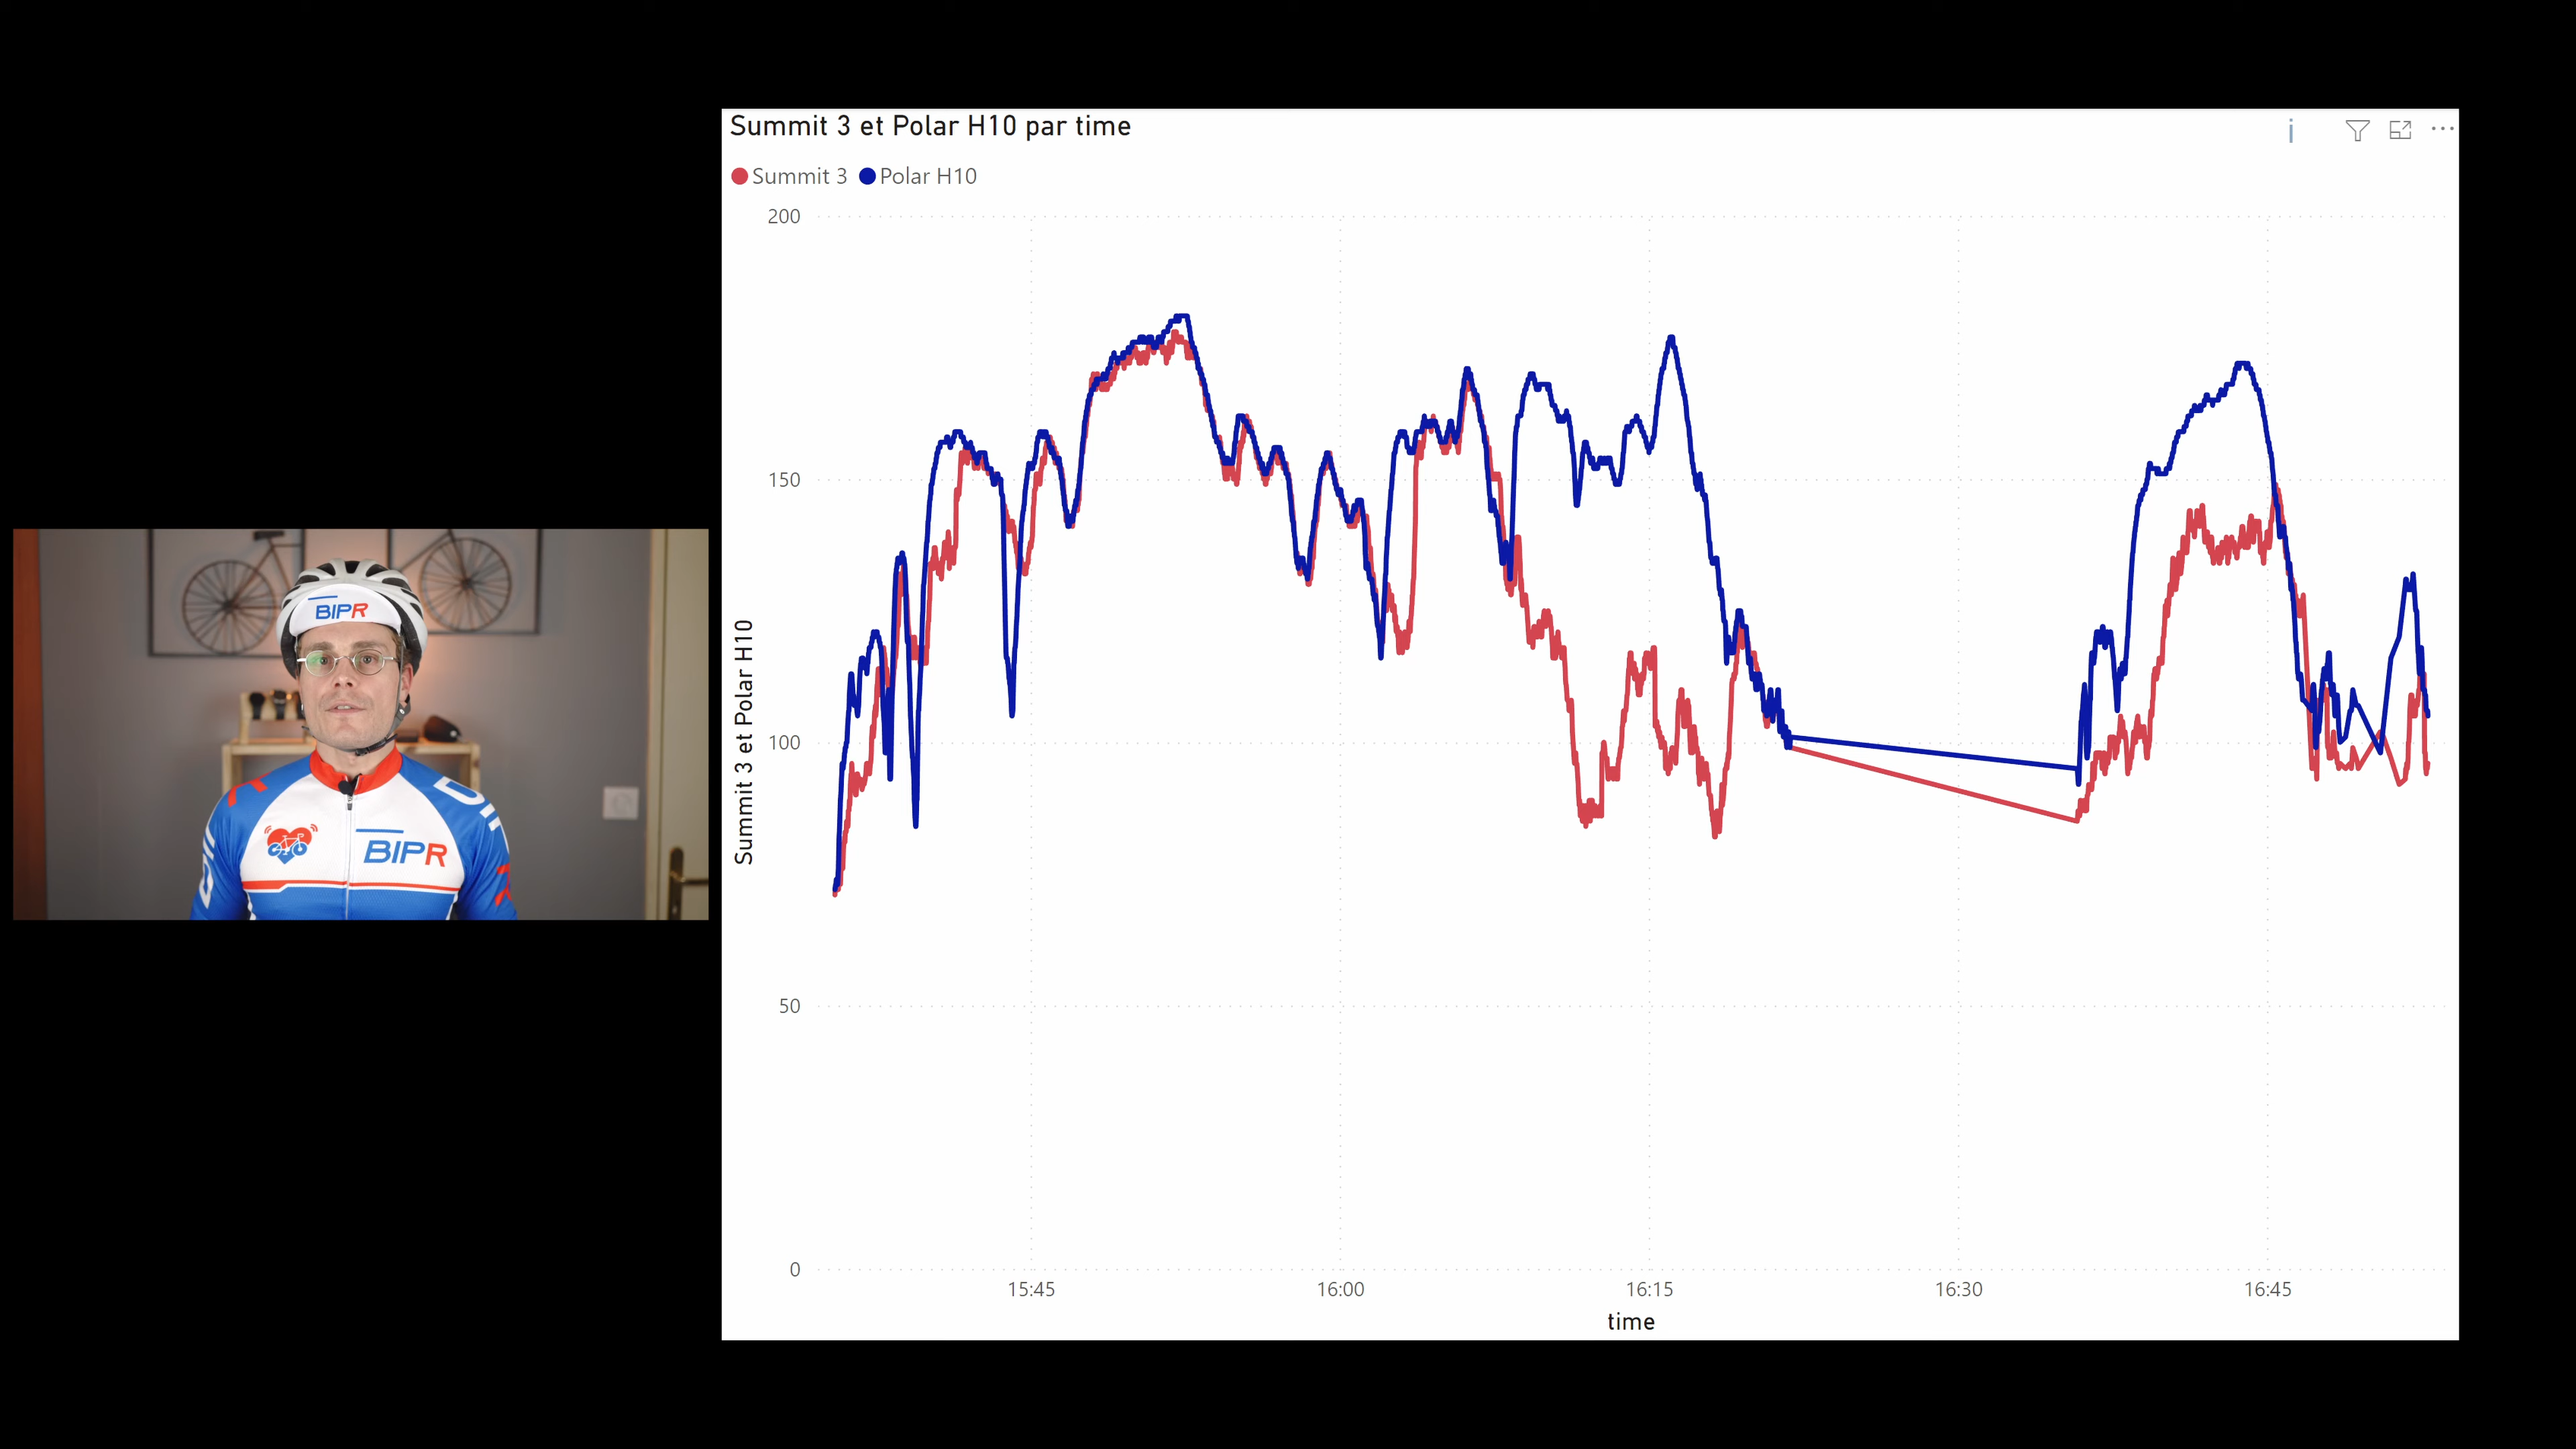 Summit 3 et Polar H10 par time
Summit 3 Polar H10
200
150
100
50
0
Summit 3 et Polar H10
15:45 16:00 16:15 16:30 16:45
time
BIPR
BIPR